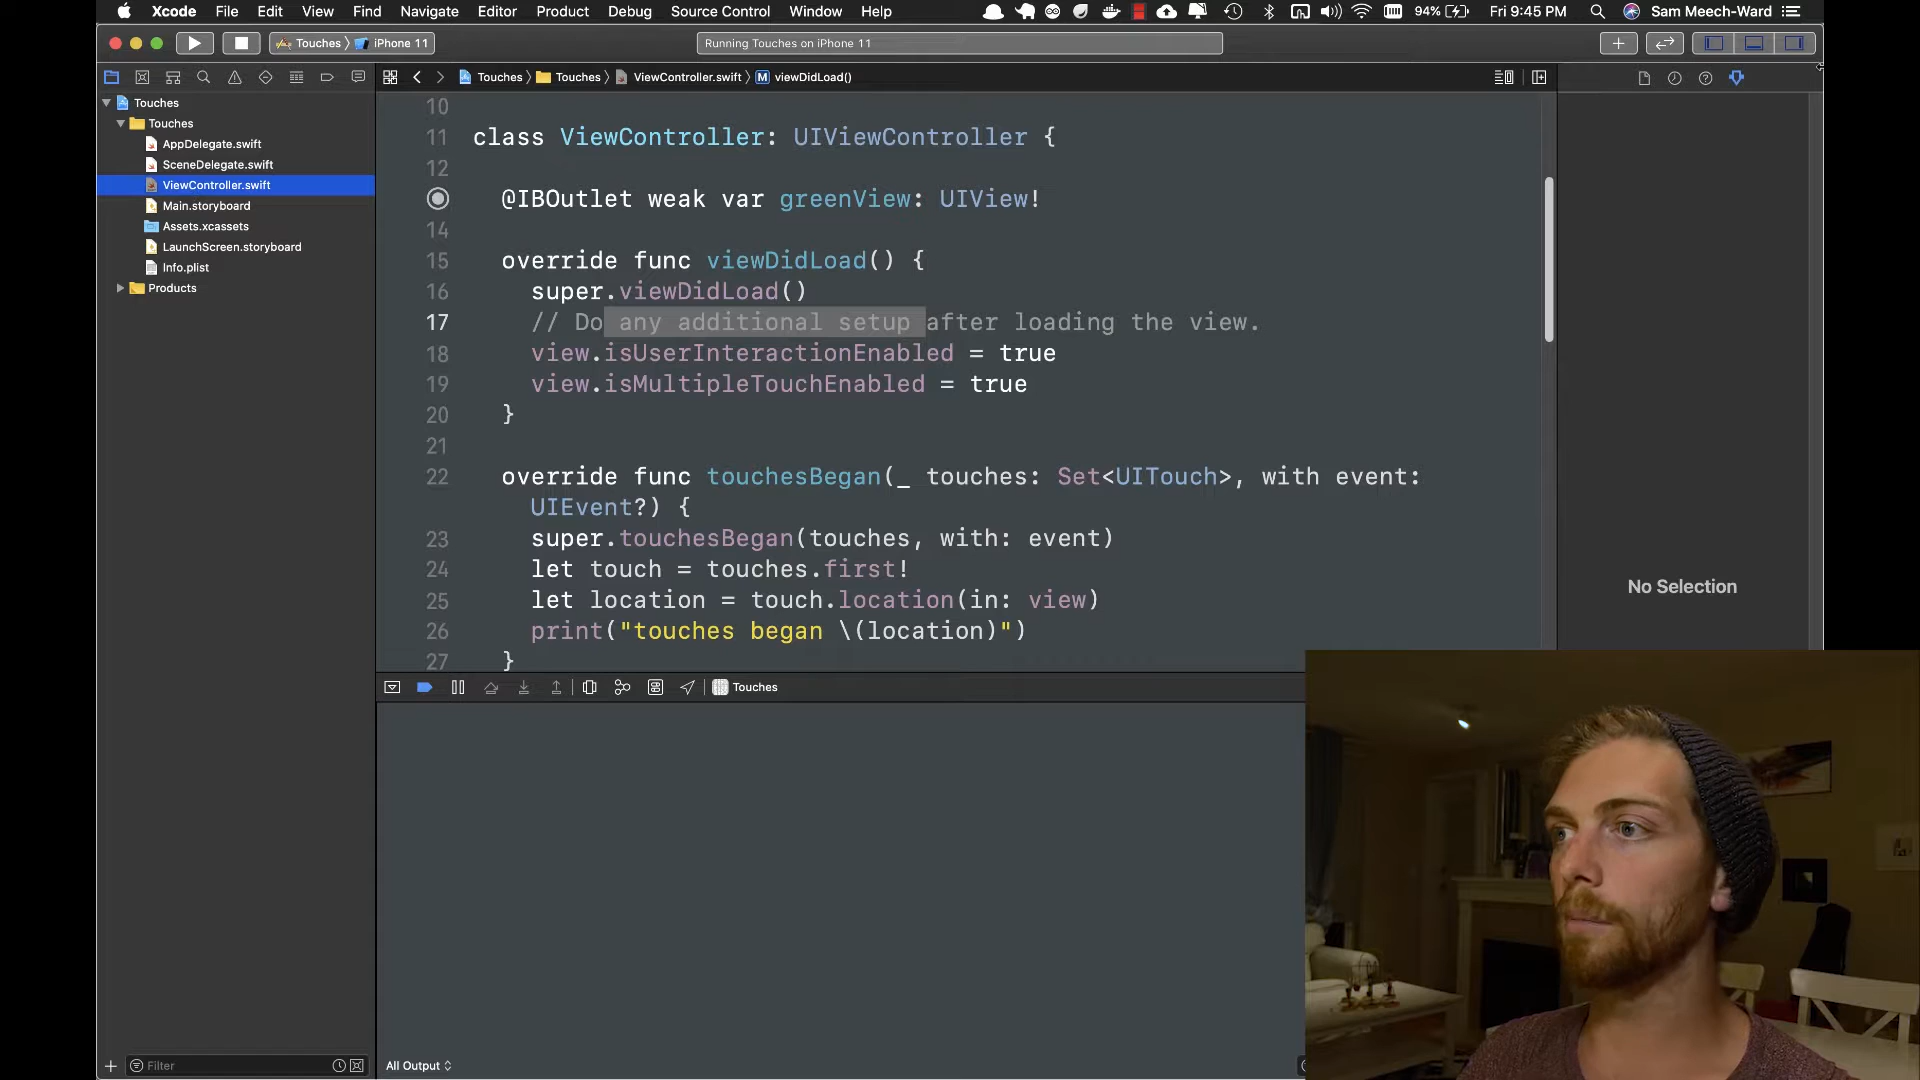 Xcode File Edit View Find Navigate Editor Product Debug Source Control Window Help 94% Fri 9:45 PM Sam Meech-Ward
Touches iPhone 11 Running Touches on iPhone 11
Touches Touches ViewController.swift M viewDidLoad()
Touches
Touches
AppDelegate.swift
SceneDelegate.swift
ViewController.swift
Main.storyboard
Assets.xcassets
LaunchScreen.storyboard
Info.plist
Products
10
11 class ViewController: UIViewController {
12
@IBOutlet weak var greenView: UIView!
14
15 override func viewDidLoad() {
16 super.viewDidLoad()
17 // Do any additional setup after loading the view.
18 view.isUserInteractionEnabled = true
19 view.isMultipleTouchEnabled = true
20 }
21
22 override func touchesBegan(_ touches: Set<UITouch>, with event:
UIEvent?) {
23 super.touchesBegan(touches, with: event)
24 let touch = touches.first!
25 let location = touch.location(in: view)
26 print("touches began \(location)")
27 }
No Selection
Touches
Filter
All Output